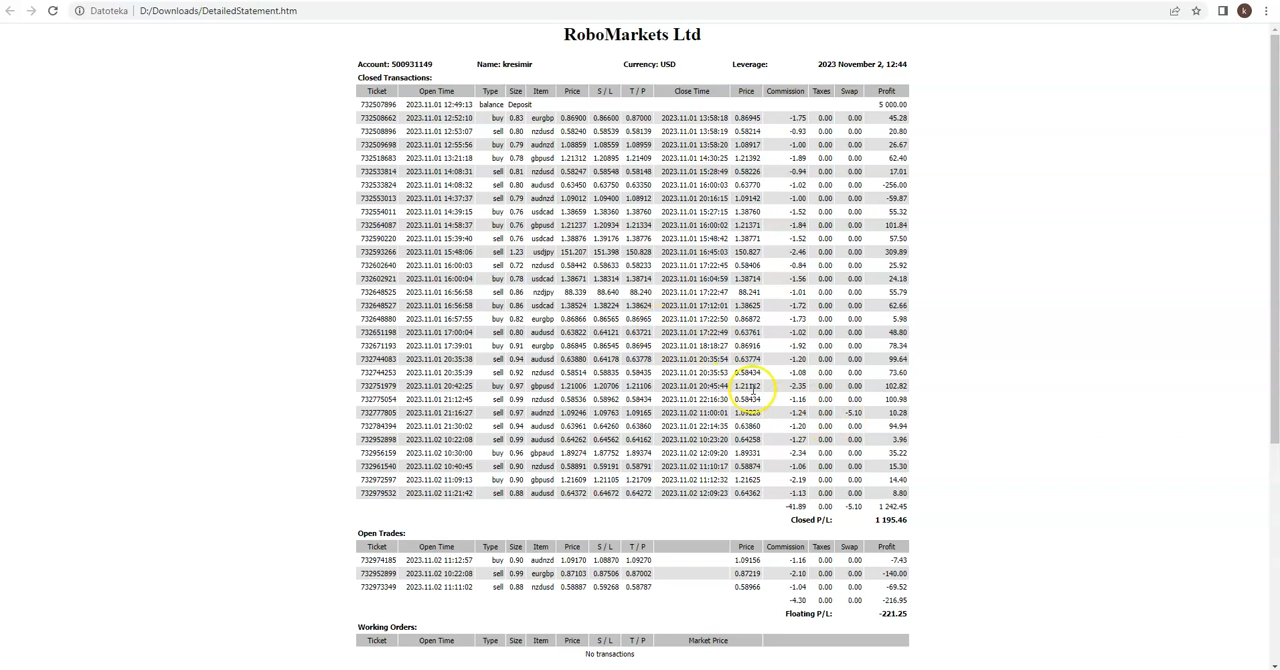 Datoteka D:/Downloads/DetailedStatement.htm k
RoboMarkets Ltd
Account: 500931149 Name: kresimir Currency: USD Leverage: 2023 November 2, 12:44
Closed Transactions:
Ticket Open Time Type Size Item Price S / L T / P Close Time Price Commission Taxes Swap Profit
732507896 2023.11.01 12:49:13 balance Deposit 5 000.00
732508662 2023.11.01 12:52:10 buy 0.83 eurgbp 0.86900 0.86600 0.87000 2023.11.01 13:58:18 0.86945 -1.75 0.00 0.00 45.28
732508896 2023.11.01 12:53:07 sell 0.80 nzdusd 0.58240 0.58539 0.58139 2023.11.01 13:58:19 0.58214 -0.93 0.00 0.00 20.80
732509698 2023.11.01 12:55:56 buy 0.79 audnzd 1.08859 1.08559 1.08959 2023.11.01 13:58:20 1.08917 -1.00 0.00 0.00 26.67
732518683 2023.11.01 13:21:18 buy 0.78 gbpusd 1.21312 1.20895 1.21409 2023.11.01 14:30:25 1.21392 -1.89 0.00 0.00 62.40
732533814 2023.11.01 14:08:31 sell 0.81 nzdusd 0.58247 0.58548 0.58148 2023.11.01 15:28:49 0.58226 -0.94 0.00 0.00 17.01
732533824 2023.11.01 14:08:32 sell 0.80 audusd 0.63450 0.63750 0.63350 2023.11.01 16:00:03 0.63770 -1.02 0.00 0.00 -256.00
732553013 2023.11.01 14:37:37 sell 0.79 audnzd 1.09012 1.09400 1.08912 2023.11.01 20:16:15 1.09142 -1.00 0.00 0.00 -59.87
732554011 2023.11.01 14:39:15 buy 0.76 usdcad 1.38659 1.38360 1.38760 2023.11.01 15:27:15 1.38760 -1.52 0.00 0.00 55.32
732564087 2023.11.01 14:58:37 buy 0.76 gbpusd 1.21237 1.20934 1.21334 2023.11.01 16:00:02 1.21371 -1.84 0.00 0.00 101.84
732590220 2023.11.01 15:39:40 sell 0.76 usdcad 1.38876 1.39176 1.38776 2023.11.01 15:48:42 1.38771 -1.52 0.00 0.00 57.50
732593266 2023.11.01 15:48:06 sell 1.23 usdjpy 151.207 151.398 150.828 2023.11.01 16:45:03 150.827 -2.46 0.00 0.00 309.89
732602640 2023.11.01 16:00:03 sell 0.72 nzdusd 0.58442 0.58633 0.58233 2023.11.01 17:22:45 0.58406 -0.84 0.00 0.00 25.92
732602921 2023.11.01 16:00:04 buy 0.78 usdcad 1.38671 1.38314 1.38714 2023.11.01 16:04:59 1.38714 -1.56 0.00 0.00 24.18
732648525 2023.11.01 16:56:58 sell 0.86 nzdjpy 88.339 88.640 88.240 2023.11.01 17:22:47 88.241 -1.01 0.00 0.00 55.79
732648527 2023.11.01 16:56:58 buy 0.86 usdcad 1.38524 1.38224 1.38624 2023.11.01 17:12:01 1.38625 -1.72 0.00 0.00 62.66
732648880 2023.11.01 16:57:55 buy 0.82 eurgbp 0.86866 0.86565 0.86965 2023.11.01 17:22:50 0.86872 -1.73 0.00 0.00 5.98
732651198 2023.11.01 17:00:04 sell 0.80 audusd 0.63822 0.64121 0.63721 2023.11.01 17:22:49 0.63761 -1.02 0.00 0.00 48.80
732671193 2023.11.01 17:39:01 buy 0.91 eurgbp 0.86845 0.86545 0.86945 2023.11.01 18:18:27 0.86916 -1.92 0.00 0.00 78.34
732744083 2023.11.01 20:35:38 sell 0.94 audusd 0.63880 0.64178 0.63778 2023.11.01 20:35:54 0.63774 -1.20 0.00 0.00 99.64
732744253 2023.11.01 20:35:39 sell 0.92 nzdusd 0.58514 0.58835 0.58435 2023.11.01 20:35:53 0.58434 -1.08 0.00 0.00 73.60
732751979 2023.11.01 20:42:25 buy 0.97 gbpusd 1.21006 1.20706 1.21106 2023.11.01 20:45:44 -2.35 0.00 0.00 102.82
732775054 2023.11.01 21:12:45 sell 0.99 nzdusd 0.58536 0.58962 0.58434 2023.11.01 22:16:30 0.58434 -1.16 0.00 0.00 100.98
732777805 2023.11.01 21:16:27 sell 0.97 audnzd 1.09246 1.09763 1.09165 2023.11.02 11:00:01 1.09228 -1.24 0.00 -5.10 10.28
732784394 2023.11.01 21:30:02 sell 0.94 audusd 0.63961 0.64260 0.63860 2023.11.01 22:14:35 0.63860 -1.20 0.00 0.00 94.94
732952898 2023.11.02 10:22:08 sell 0.99 audusd 0.64262 0.64562 0.64162 2023.11.02 10:23:20 0.64258 -1.27 0.00 0.00 3.96
732956159 2023.11.02 10:30:00 buy 0.96 gbpaud 1.89274 1.87752 1.89374 2023.11.02 12:09:20 1.89331 -2.34 0.00 0.00 35.22
732961540 2023.11.02 10:40:45 sell 0.90 nzdusd 0.58891 0.59191 0.58791 2023.11.02 11:10:17 0.58874 -1.06 0.00 0.00 15.30
732972597 2023.11.02 11:09:13 buy 0.90 gbpusd 1.21609 1.21105 1.21709 2023.11.02 11:12:32 1.21625 -2.19 0.00 0.00 14.40
732979532 2023.11.02 11:21:42 sell 0.88 audusd 0.64372 0.64672 0.64272 2023.11.02 12:09:23 0.64362 -1.13 0.00 0.00 8.80
-41.89 0.00 -5.10 1 242.45
Closed P/L: 1 195.46
Open Trades:
Ticket Open Time Type Size Item Price S / L T / P Price Commission Taxes Swap Profit
732974185 2023.11.02 11:12:57 buy 0.90 audnzd 1.09170 1.08870 1.09270 1.09156 -1.16 0.00 0.00 -7.43
732952899 2023.11.02 10:22:08 sell 0.99 eurgbp 0.87103 0.87506 0.87002 0.87219 -2.10 0.00 0.00 -140.00
732973349 2023.11.02 11:11:02 sell 0.88 nzdusd 0.58887 0.59268 0.58787 0.58966 -1.04 0.00 0.00 -69.52
-4.30 0.00 0.00 -216.95
Floating P/L: -221.25
Working Orders:
Ticket Open Time Type Size Item Price S / L T / P Market Price
No transactions